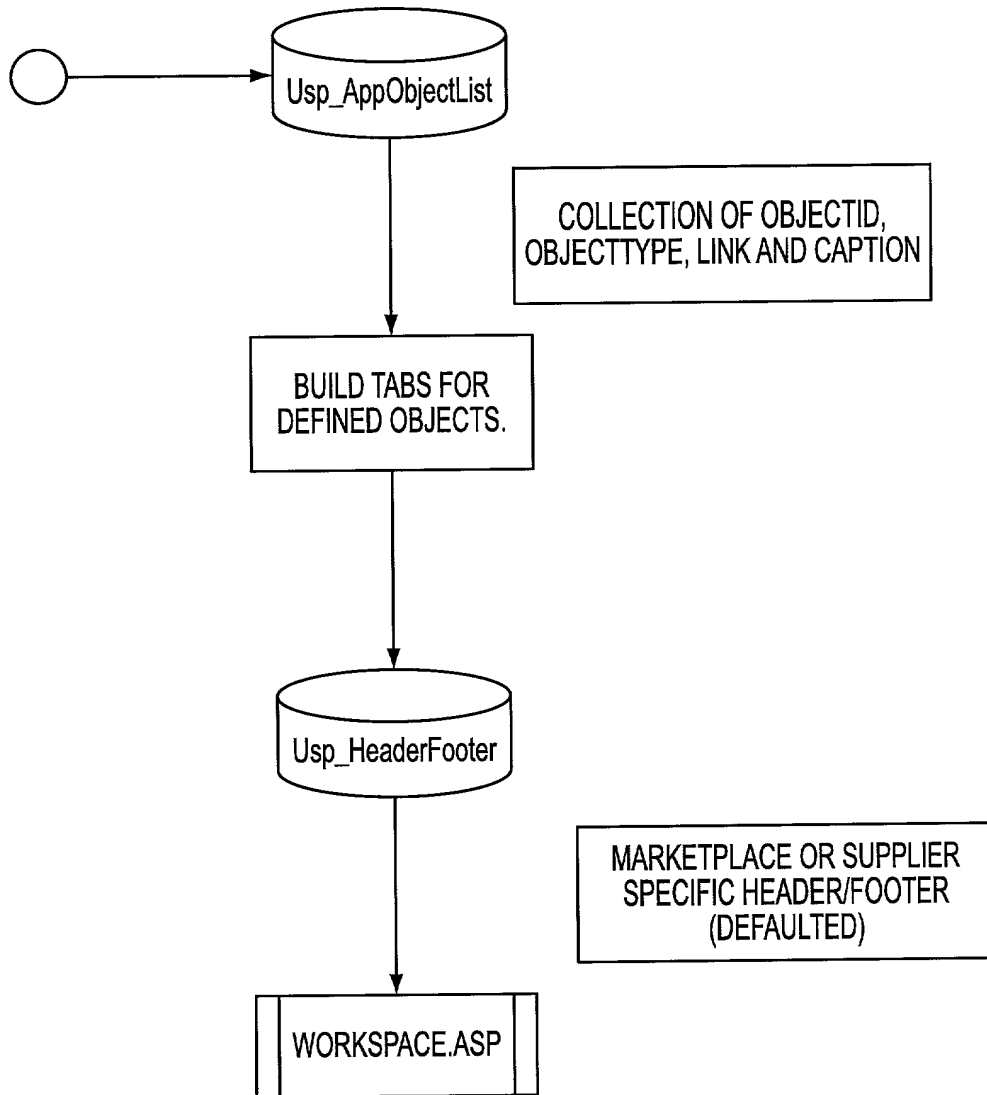 Usp_AppObjectList
COLLECTION OF OBJECTID,
OBJECTTYPE, LINK AND CAPTION
BUILD TABS FOR
DEFINED OBJECTS.
Usp_HeaderFooter
MARKETPLACE OR SUPPLIER
SPECIFIC HEADER/FOOTER
(DEFAULTED)
WORKSPACE.ASP